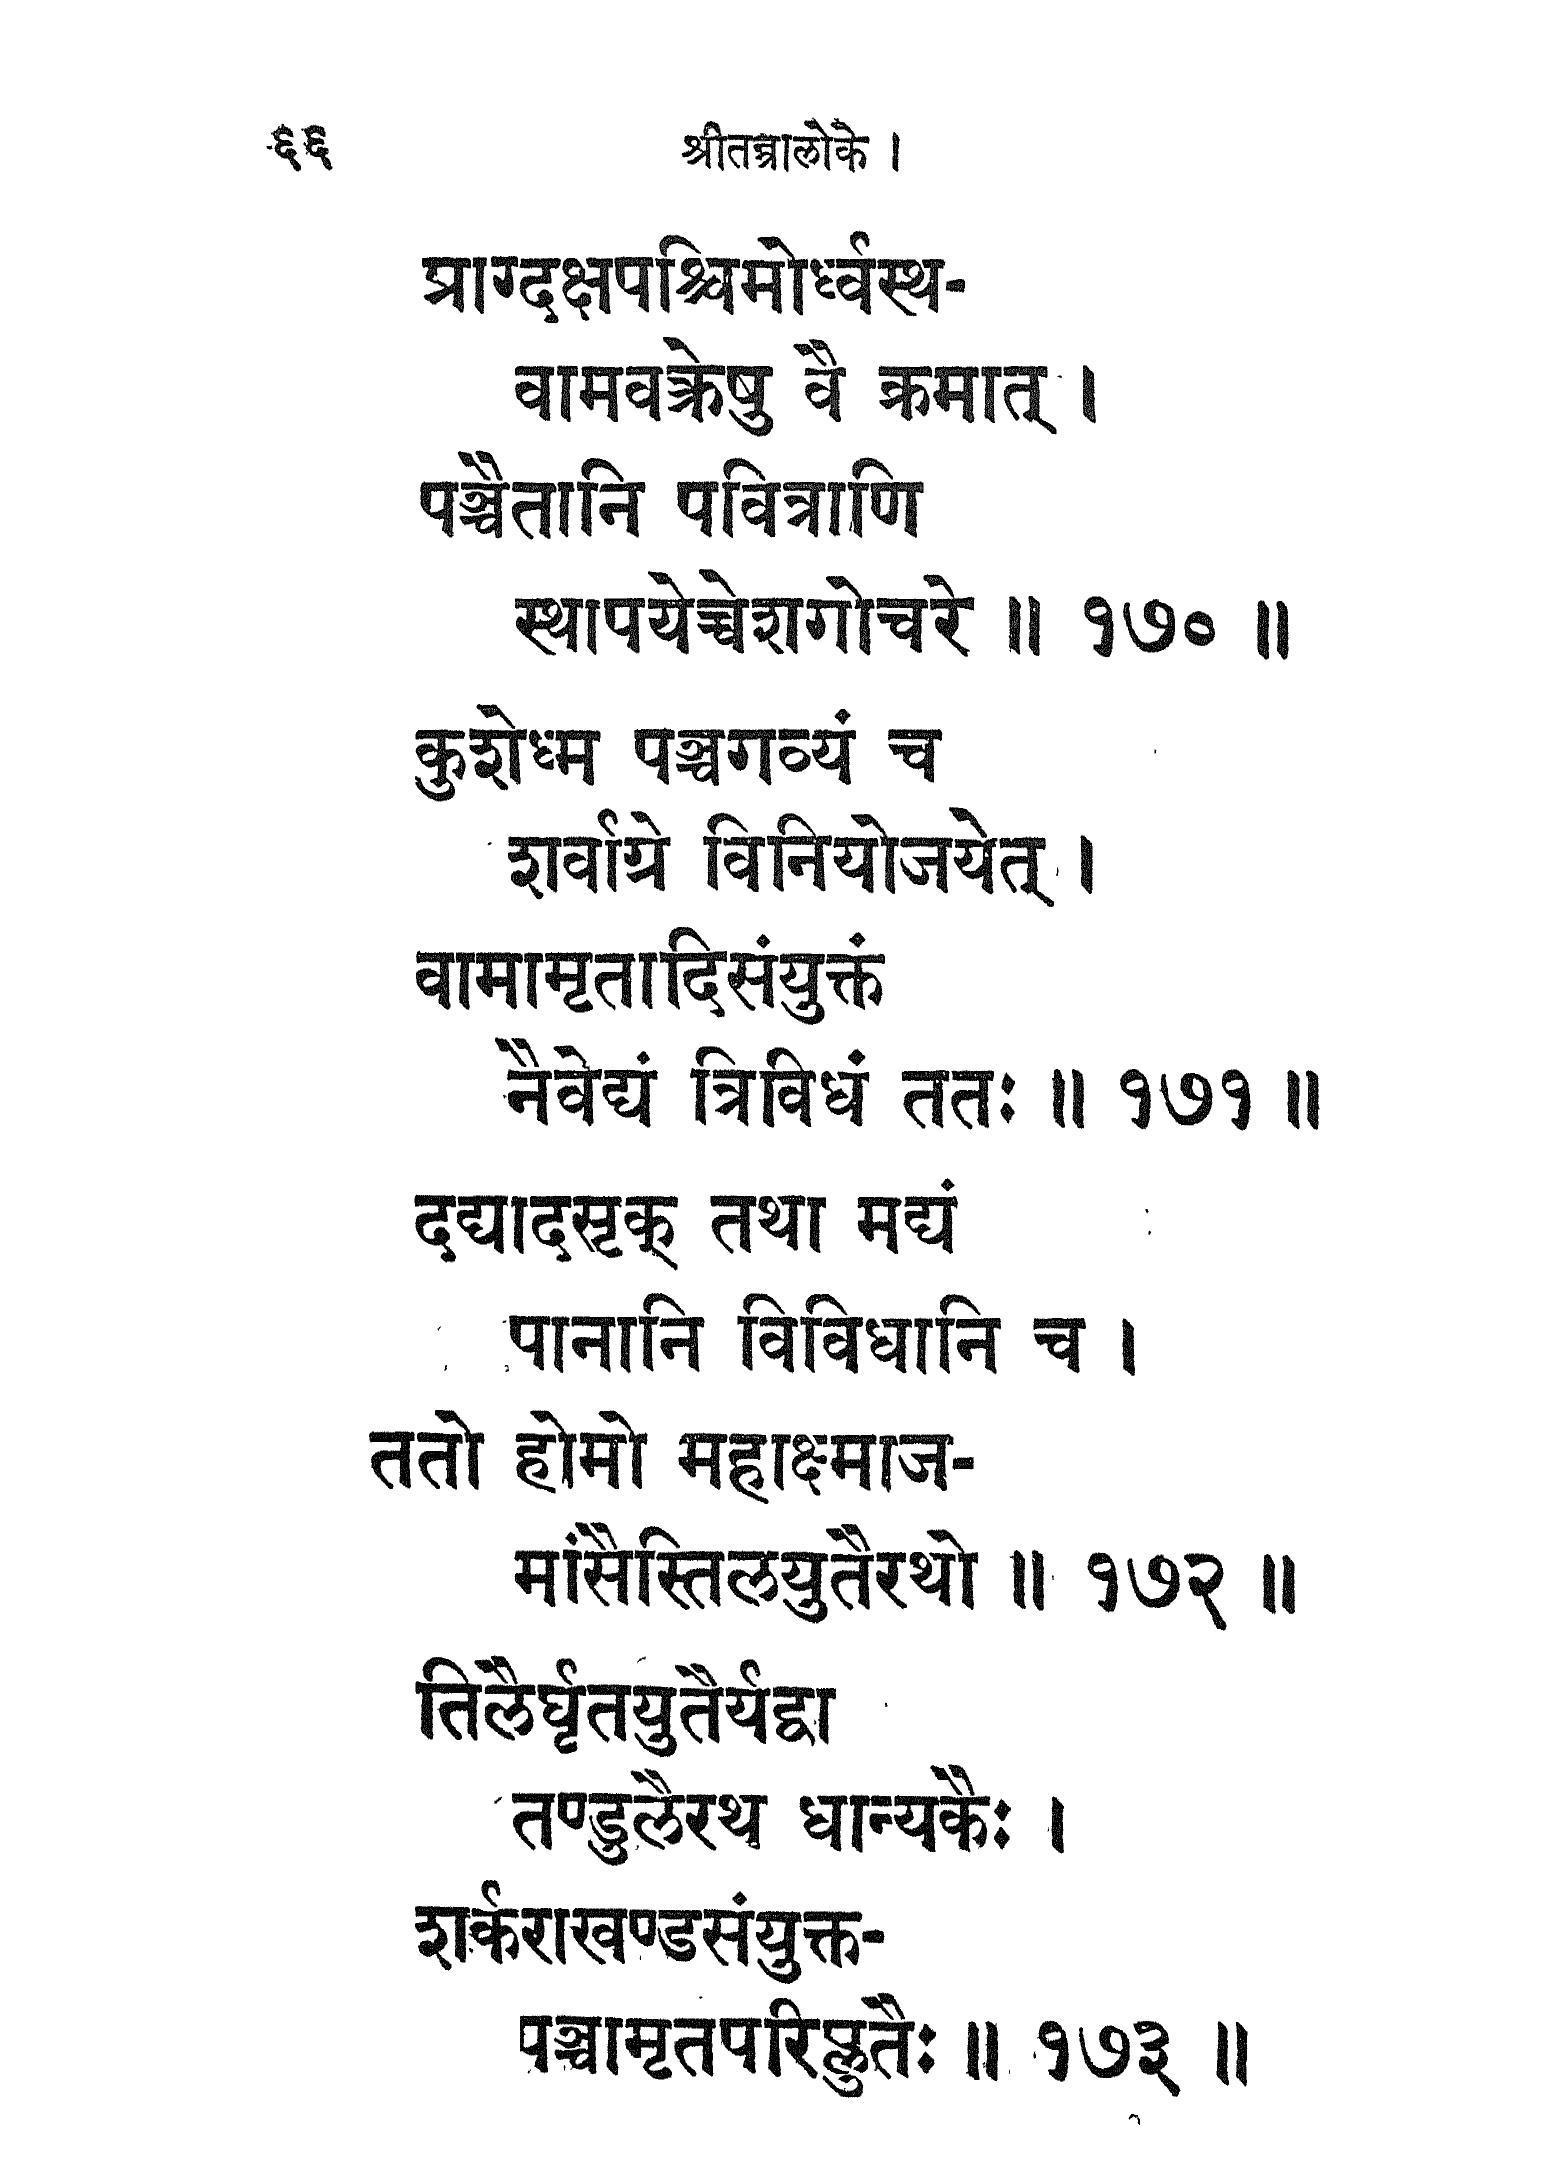 ६६ श्रीतन्त्रालोके ।
प्राग्दक्षपश्चिमोर्ध्वस्थ-
वामवक्रेषु वै क्रमात् ।
पञ्चैतानि पवित्राणि
स्थापयेच्चेशगोचरे ॥ १७० ॥
कुशेध्म पञ्चगव्यं च
शर्वाग्रे विनियोजयेत् ।
वामामृतादिसंयुक्तं
नैवेद्यं त्रिविधं ततः ॥ १७१ ॥
दद्यादसृक् तथा मद्यं
पानानि विविधानि च ।
ततो होमो महाक्ष्माज-
मांसैस्तिलयुतैरथो ॥ १७२ ॥
तिलैर्घृतयुतैर्यद्वा
तण्डुलैरथ धान्यकैः ।
शर्कराखण्डसंयुक्त-
पञ्चामृतपरिप्लुतैः ॥ १७३ ॥